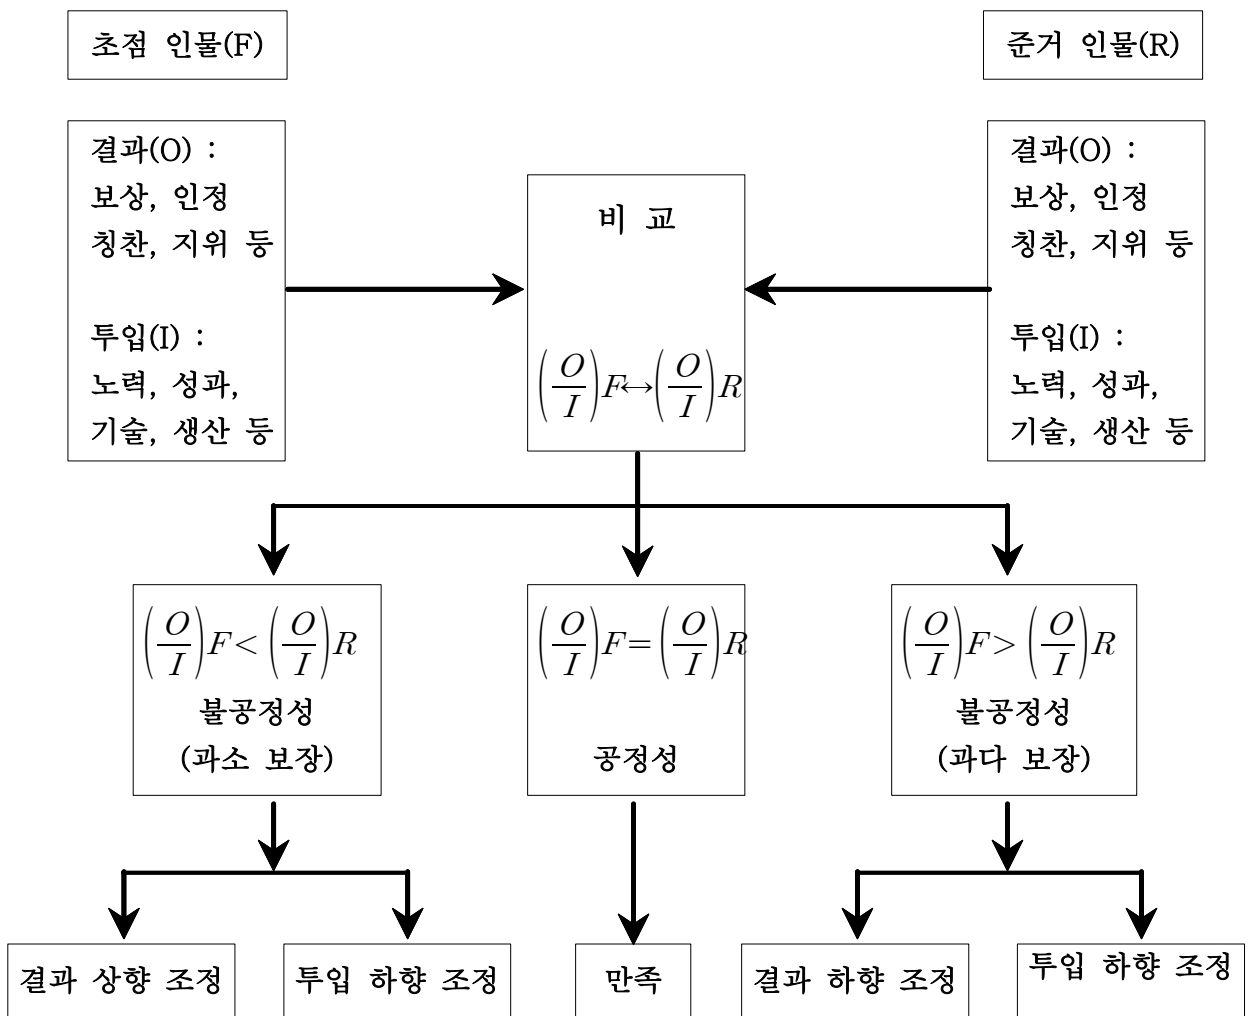 초점 인물(F)
준거 인물(R)
결과(O) :
보상, 인정
칭찬, 지위 등
투입(I) :
노력, 성과,
기술, 생산 등
비 교
(O/I)F↔(O/I)R
결과(O) :
보상, 인정
칭찬, 지위 등
투입(I) :
노력, 성과,
기술, 생산 등
(O/I)F < (O/I)R
불공정성
(과소 보장)
(O/I)F = (O/I)R
공정성
(O/I)F > (O/I)R
불공정성
(과다 보장)
결과 상향 조정
투입 하향 조정
만족
결과 하향 조정
투입 하향 조정